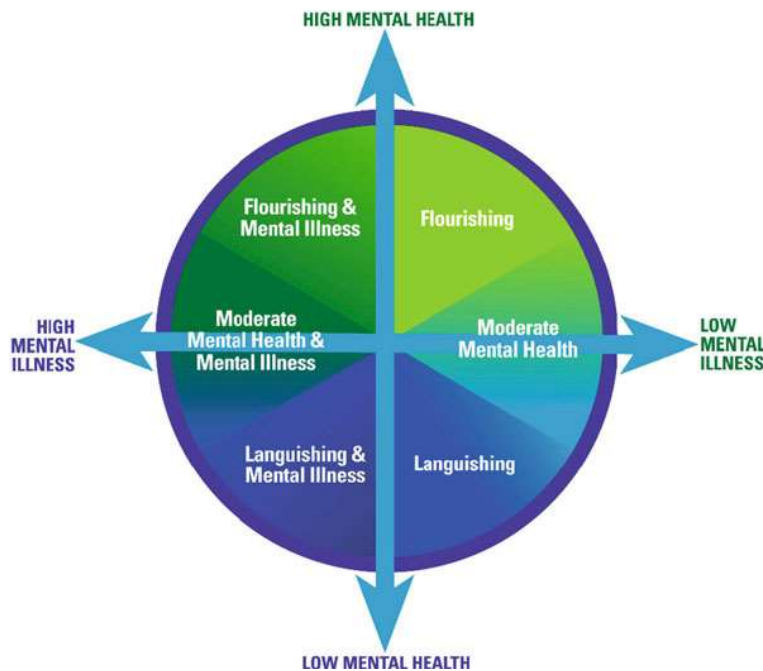 HIGH MENTAL HEALTH
Flourishing &
Mental Illness
Flourishing
HIGH
MENTAL
ILLNESS
Moderate
Mental Health &
Mental Illness
Moderate
Mental Health
LOW
MENTAL
ILLNESS
Languishing &
Mental Illness
Languishing
LOW MENTAL HEALTH